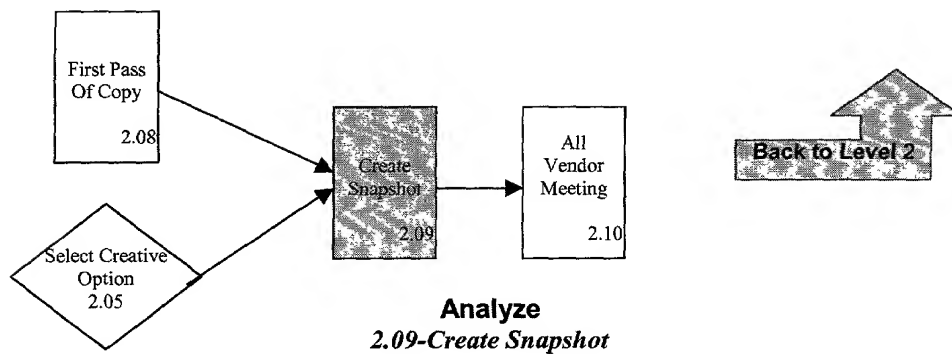 First Pass
Of Copy
2.08
Select Creative
Option
2.05
Create
Snapshot
2.09
All
Vendor
Meeting
2.10
Back to Level 2
Analyze
2.09-Create Snapshot